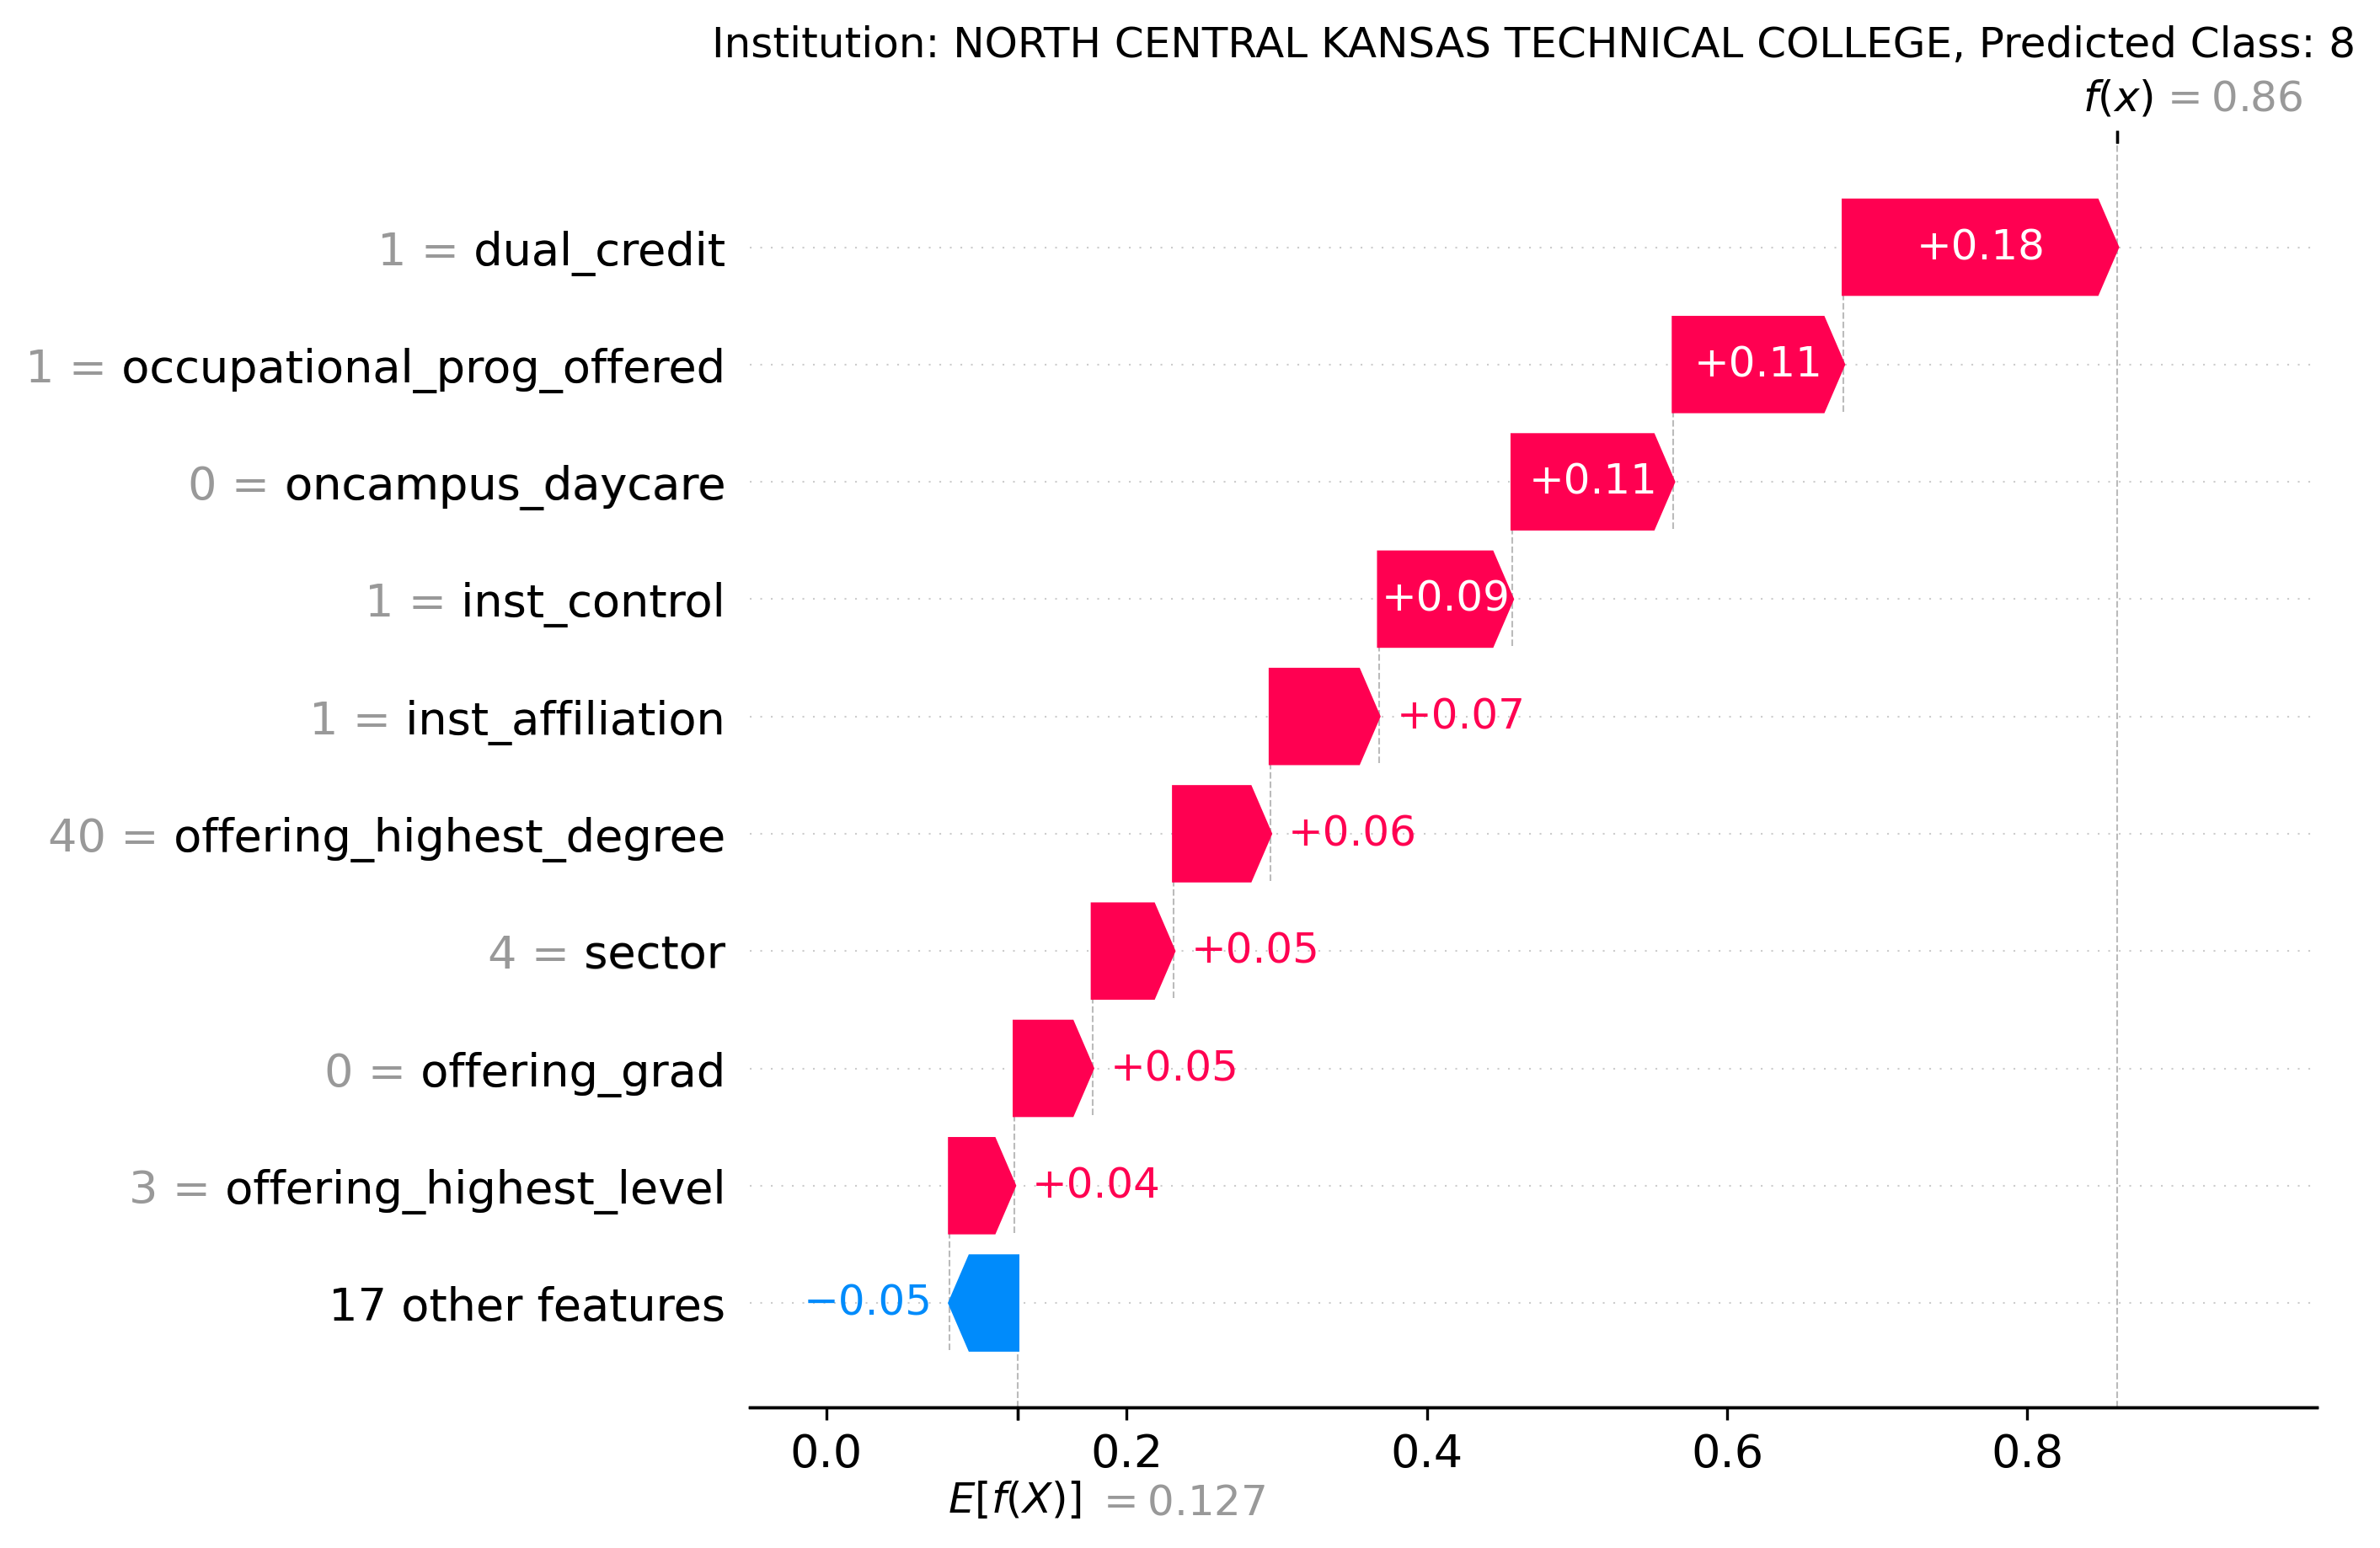 Institution: NORTH CENTRAL KANSAS TECHNICAL COLLEGE, Predicted Class: 8
f(x) = 0.86
1 = dual_credit +0.18
1 = occupational_prog_offered +0.11
0 = oncampus_daycare +0.11
1 = inst_control +0.09
1 = inst_affiliation +0.07
40 = offering_highest_degree +0.06
4 = sector +0.05
0 = offering_grad +0.05
3 = offering_highest_level +0.04
17 other features −0.05
0.0 0.2 0.4 0.6 0.8
E[f(X)] = 0.127